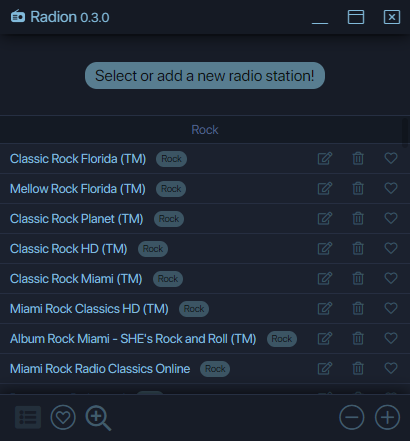 Radion 0.3.0
Select or add a new radio station!
Rock
Classic Rock Florida (TM) Rock
Mellow Rock Florida (TM) Rock
Classic Rock Planet (TM) Rock
Classic Rock HD (TM) Rock
Classic Rock Miami (TM) Rock
Miami Rock Classics HD (TM) Rock
Album Rock Miami - SHE's Rock and Roll (TM) Rock
Miami Rock Radio Classics Online Rock